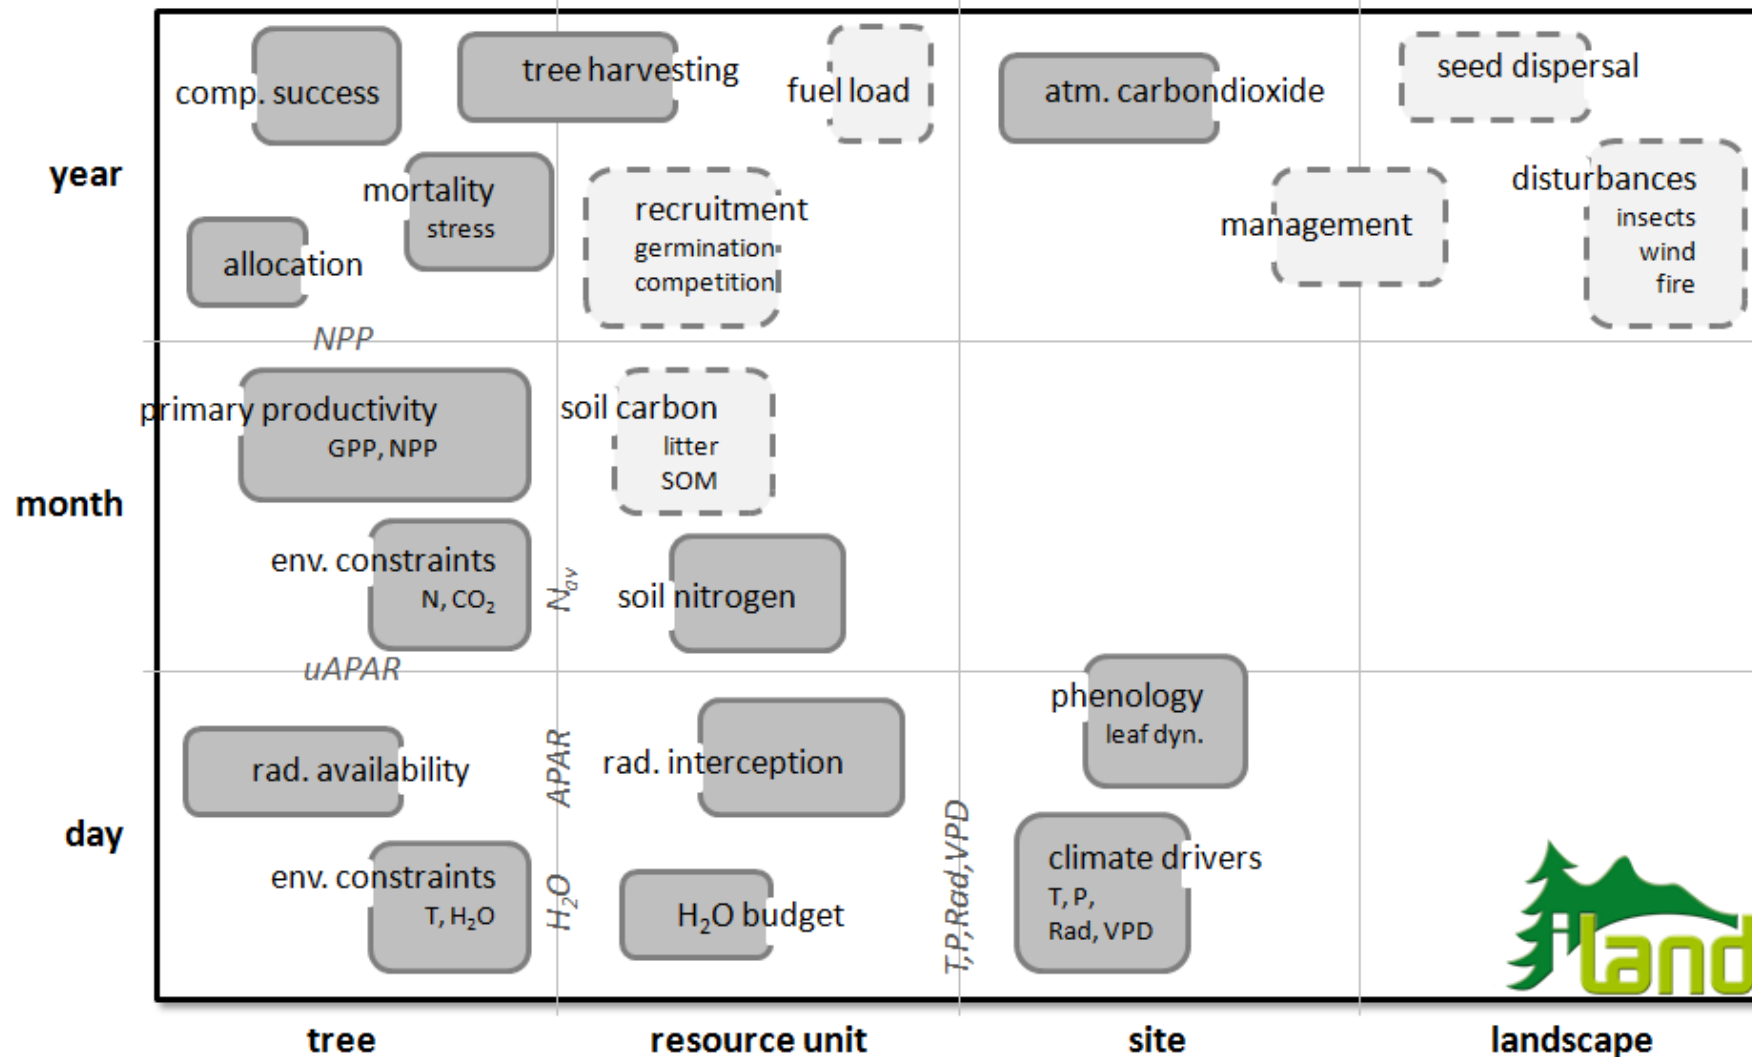 comp. success
tree harvesting
fuel load
atm. carbondioxide
seed dispersal
year
mortality
stress
allocation
recruitment
germination
competition
management
disturbances
insects
wind
fire
NPP
primary productivity
GPP, NPP
soil carbon
litter
SOM
month
env. constraints
N, CO₂
N_av
soil nitrogen
uAPAR
phenology
leaf dyn.
rad. availability
APAR
rad. interception
day
env. constraints
T, H₂O
H₂O
H₂O budget
T,P,Rad,VPD
climate drivers
T, P,
Rad, VPD
land
tree
resource unit
site
landscape